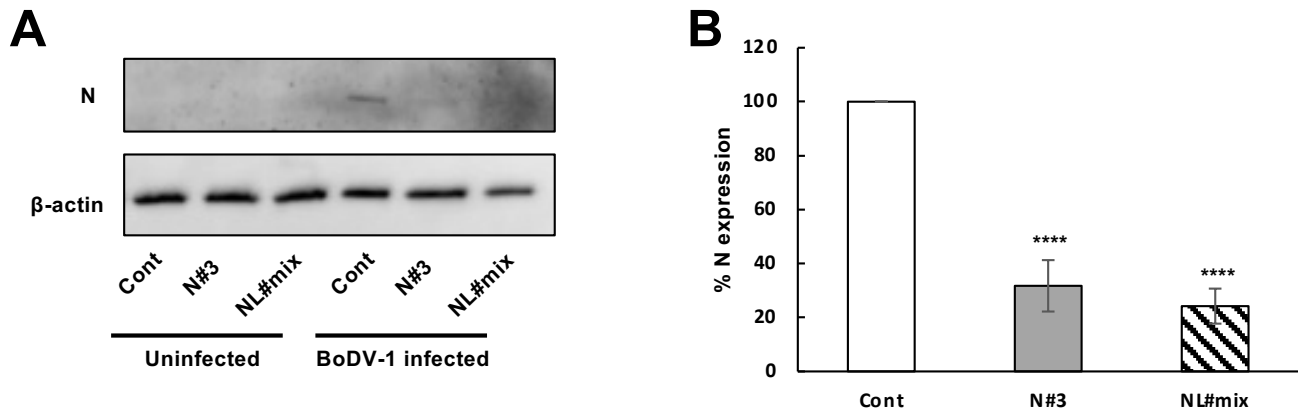 A
N
β-actin
Cont
N#3
NL#mix
Cont
N#3
NL#mix
Uninfected
BoDV-1 infected
B
% N expression
120
100
80
60
40
20
0
****
****
Cont
N#3
NL#mix